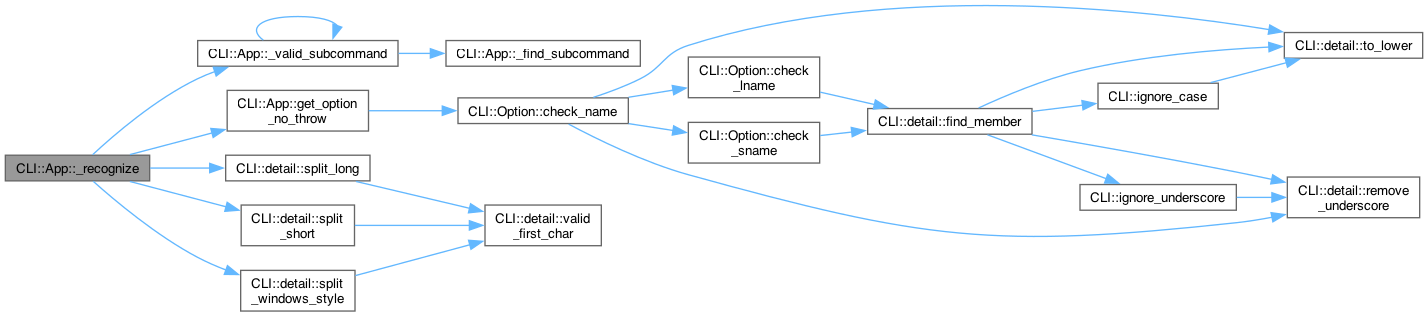 CLI::App::_recognize
CLI::App::_valid_subcommand
CLI::App::_find_subcommand
CLI::App::get_option
_no_throw
CLI::Option::check_name
CLI::Option::check
_lname
CLI::Option::check
_sname
CLI::detail::find_member
CLI::ignore_case
CLI::detail::to_lower
CLI::ignore_underscore
CLI::detail::remove
_underscore
CLI::detail::split_long
CLI::detail::split
_short
CLI::detail::split
_windows_style
CLI::detail::valid
_first_char